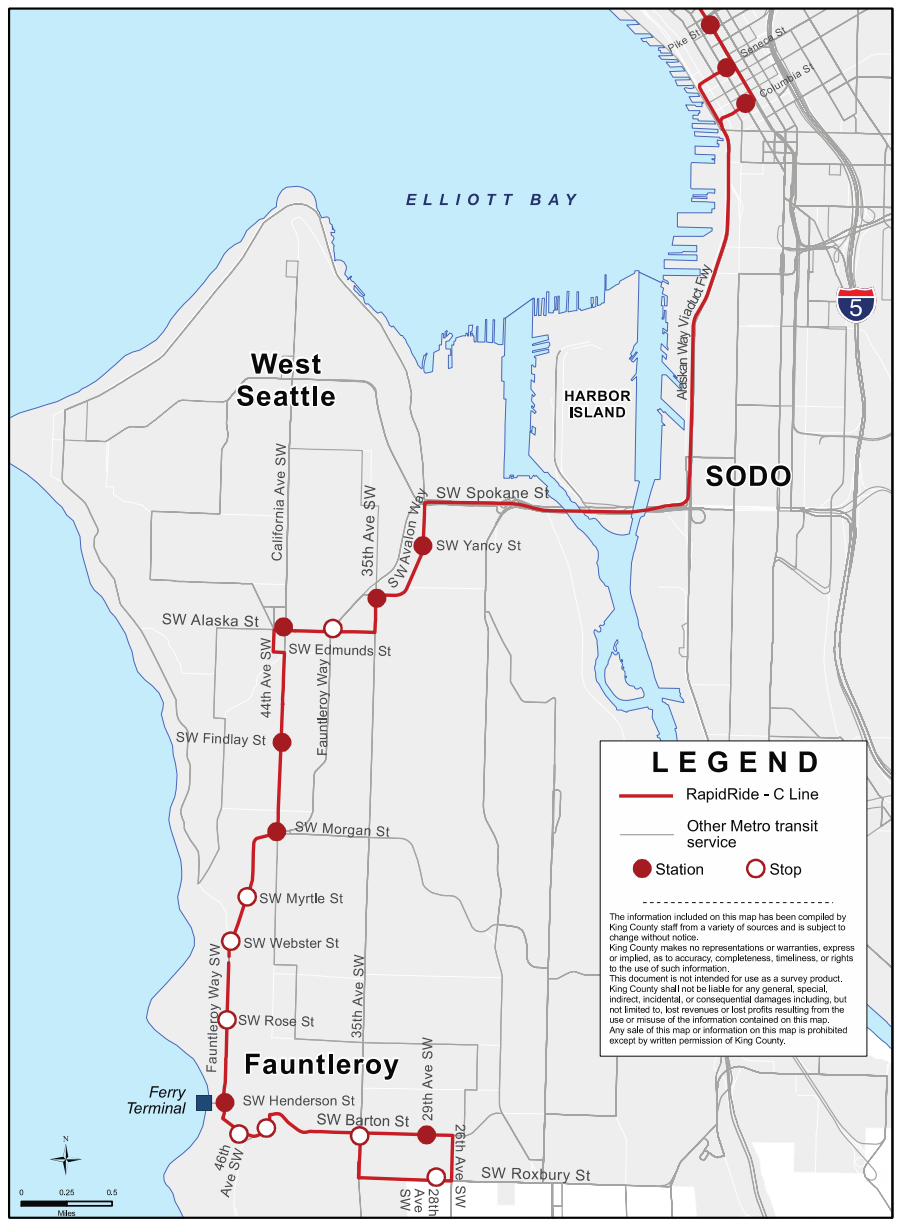 Pike St
Seneca St
Columbia St
ELLIOTT BAY
5
Alaskan Way Viaduct Fwy
West
Seattle
HARBOR
ISLAND
SODO
SW Spokane St
California Ave SW
35th Ave SW
SW Avalon Way
SW Yancy St
SW Alaska St
SW Edmunds St
44th Ave SW
Fauntleroy Way
SW Findlay St
SW Morgan St
SW Myrtle St
SW Webster St
Fauntleroy Way SW
35th Ave SW
SW Rose St
Fauntleroy
Ferry
Terminal
SW Henderson St
SW Barton St
29th Ave SW
46th
Ave SW
26th Ave SW
SW Roxbury St
28th
Ave
SW
LEGEND
RapidRide - C Line
Other Metro transit
service
Station
Stop
The information included on this map has been compiled by
King County staff from a variety of sources and is subject to
change without notice.
King County makes no representations or warranties, express
or implied, as to accuracy, completeness, timeliness, or rights
to the use of such information.
This document is not intended for use as a survey product.
King County shall not be liable for any general, special,
indirect, incidental, or consequential damages including, but
not limited to, lost revenues or lost profits resulting from the
use or misuse of the information contained on this map.
Any sale of this map or information on this map is prohibited
except by written permission of King County.
N
0 0.25 0.5
Miles